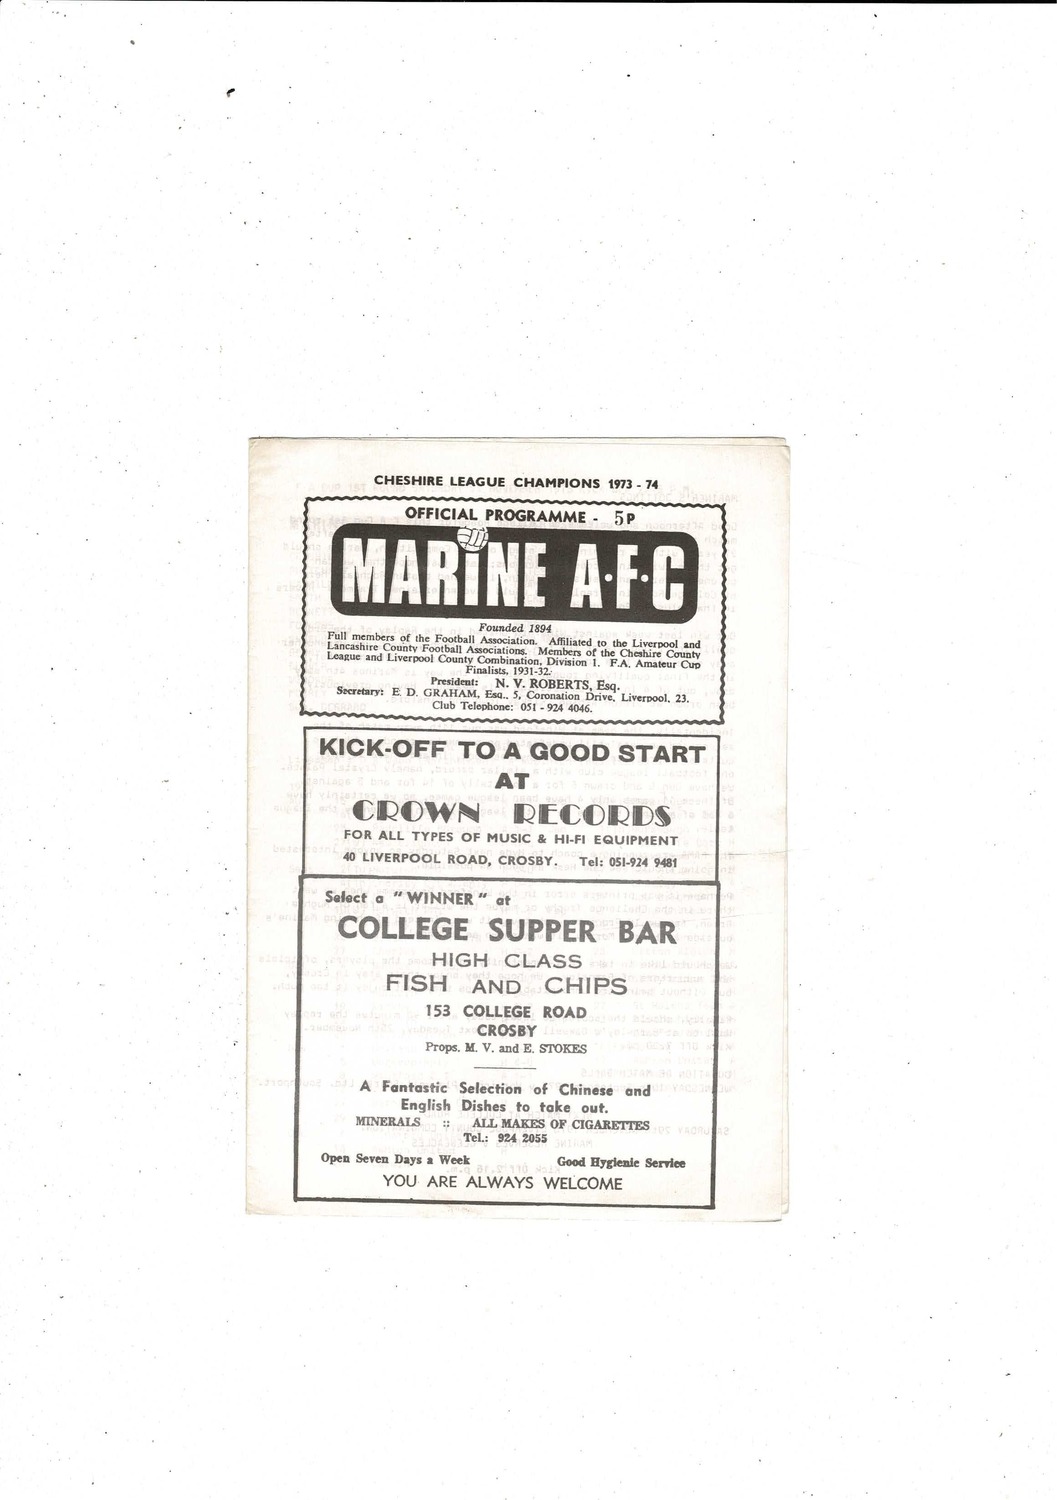 CHESHIRE LEAGUE CHAMPIONS 1973 - 74
OFFICIAL PROGRAMME - 5P
MARINE A·F·C
Founded 1894
Full members of the Football Association. Affiliated to the Liverpool and
Lancashire County Football Associations. Members of the Cheshire County
League and Liverpool County Combination, Division 1. F.A. Amateur Cup
Finalists, 1931-32.
President: N. V. ROBERTS, Esq.
Secretary: E. D. GRAHAM, Esq., 5, Coronation Drive, Liverpool, 23.
Club Telephone: 051 - 924 4046.
KICK-OFF TO A GOOD START
AT
CROWN RECORDS
FOR ALL TYPES OF MUSIC & HI-FI EQUIPMENT
40 LIVERPOOL ROAD, CROSBY. Tel: 051-924 9481
Select a "WINNER" at
COLLEGE SUPPER BAR
HIGH CLASS
FISH AND CHIPS
153 COLLEGE ROAD
CROSBY
Props. M. V. and E. STOKES
A Fantastic Selection of Chinese and
English Dishes to take out.
MINERALS :: ALL MAKES OF CIGARETTES
Tel.: 924 2055
Open Seven Days a Week Good Hygienic Service
YOU ARE ALWAYS WELCOME